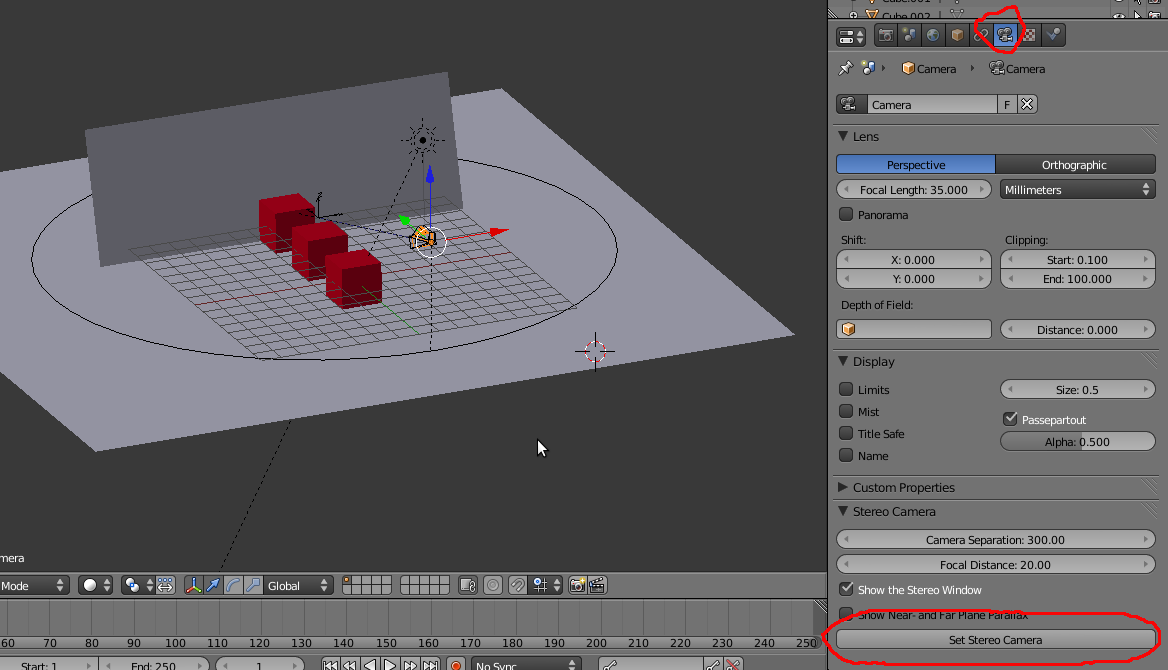 Cube.002
Camera
Camera
Camera
F
Lens
Perspective
Orthographic
Focal Length: 35.000
Millimeters
Panorama
Shift:
Clipping:
X: 0.000
Start: 0.100
Y: 0.000
End: 100.000
Depth of Field:
Distance: 0.000
Display
Limits
Size: 0.5
Mist
Passepartout
Title Safe
Alpha: 0.500
Name
Custom Properties
Stereo Camera
Camera Separation: 300.00
Focal Distance: 20.00
Show the Stereo Window
Show Near- and Far Plane Parallax
Set Stereo Camera
mera
Mode
Global
60 70 80 90 100 110 120 130 140 150 160 170 180 190 200 210 220 230 240 250
Start: 1
End: 250
1
No Sync